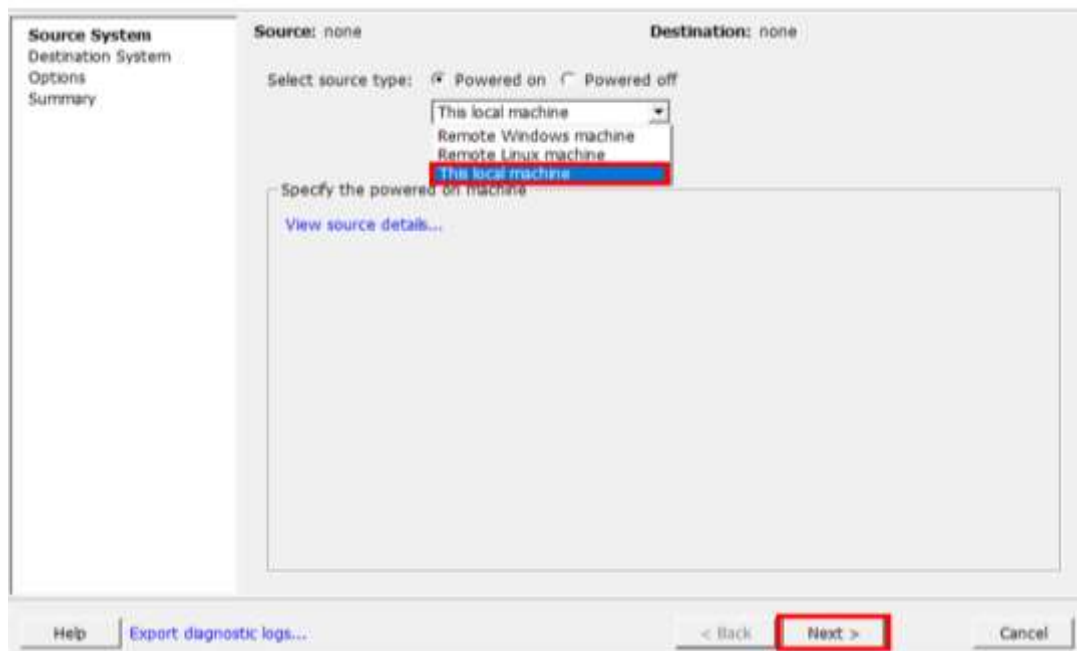 Source System
Destination System
Options
Summary
Source: none Destination: none
Select source type: Powered on Powered off
This local machine
Remote Windows machine
Remote Linux machine
This local machine
Specify the powered on machine
View source details...
Help Export diagnostic logs... < Back Next > Cancel